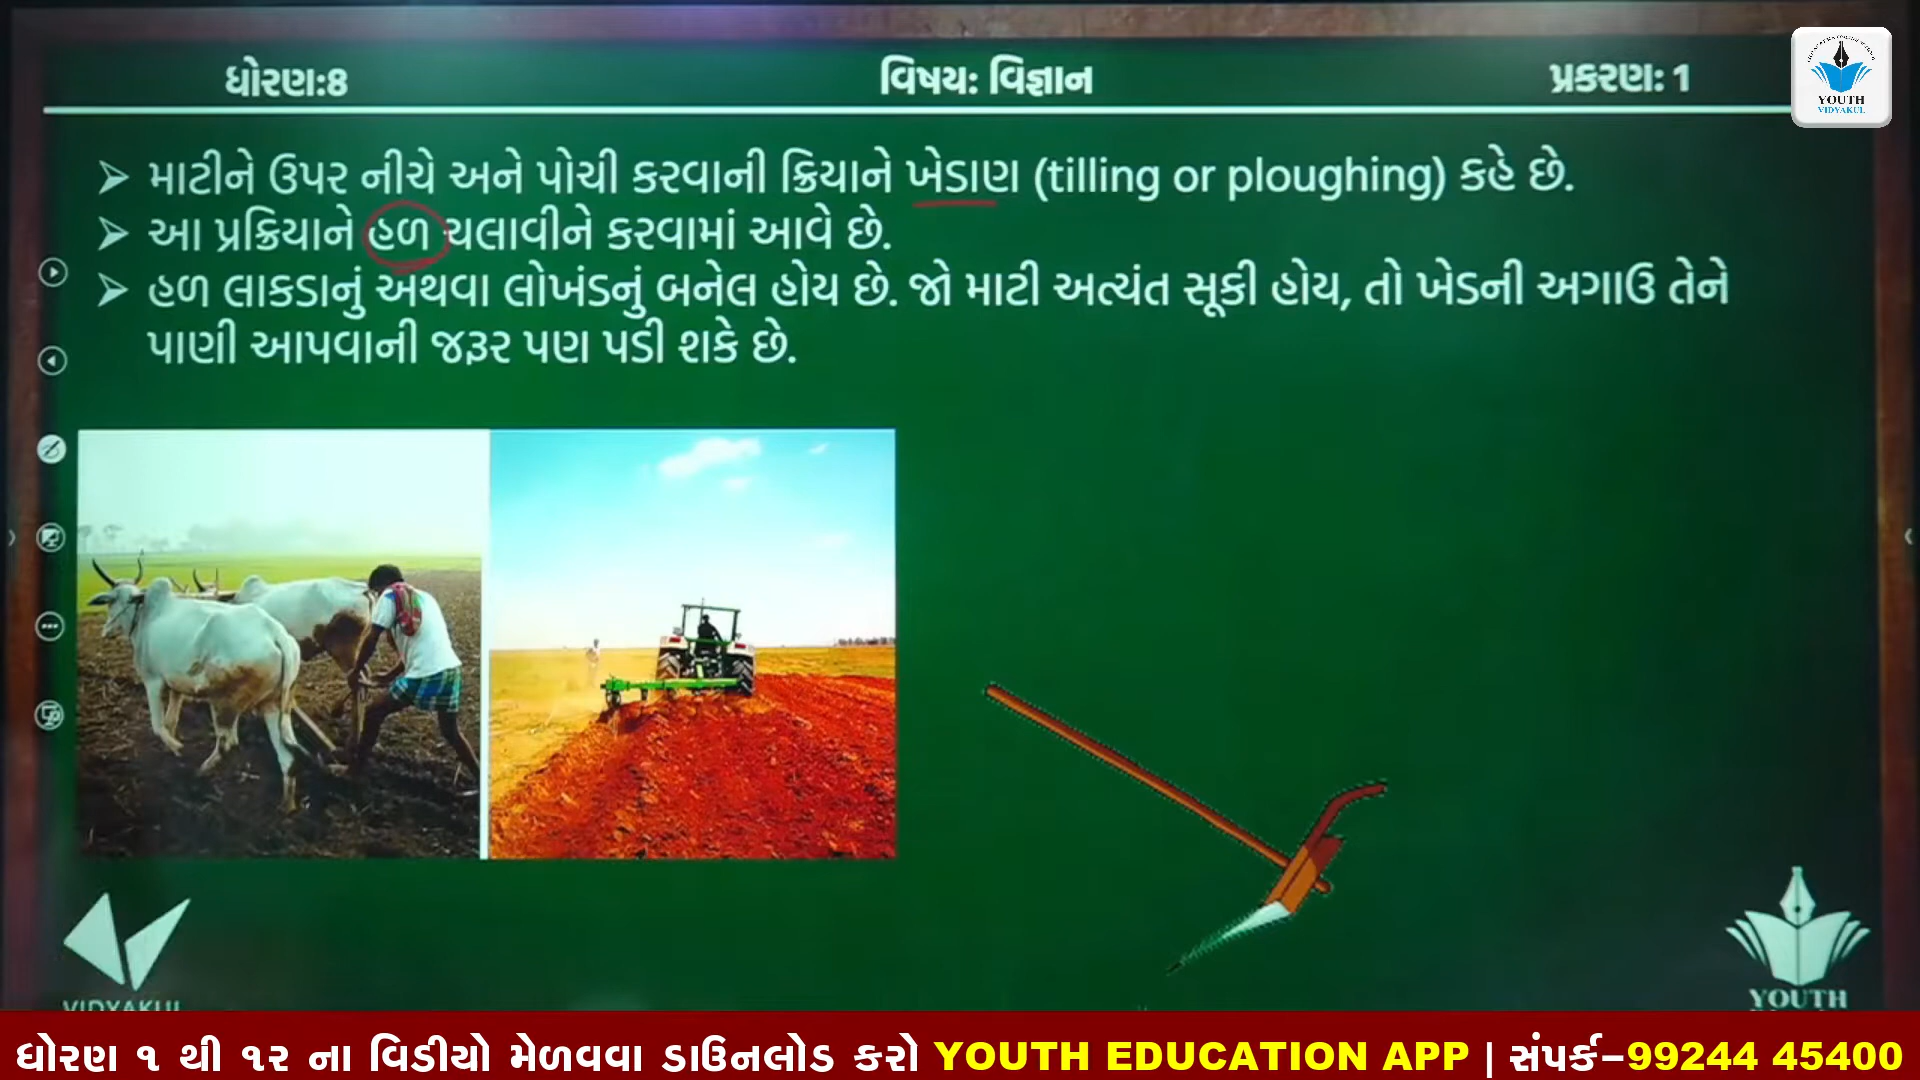 ધોરણ:8 વિષય: વિજ્ઞાન પ્રકરણ: 1
YOUTH
VIDYAKUL
➢ માટીને ઉપર નીચે અને પોચી કરવાની ક્રિયાને ખેડાણ (tilling or ploughing) કહે છે.
➢ આ પ્રક્રિયાને હળ ચલાવીને કરવામાં આવે છે.
➢ હળ લાકડાનું અથવા લોખંડનું બનેલ હોય છે. જો માટી અત્યંત સૂકી હોય, તો ખેડની અગાઉ તેને
પાણી આપવાની જરૂર પણ પડી શકે છે.
VIDYAKUL
YOUTH
ધોરણ ૧ થી ૧૨ ના વિડીયો મેળવવા ડાઉનલોડ કરો YOUTH EDUCATION APP | સંપર્ક-99244 45400